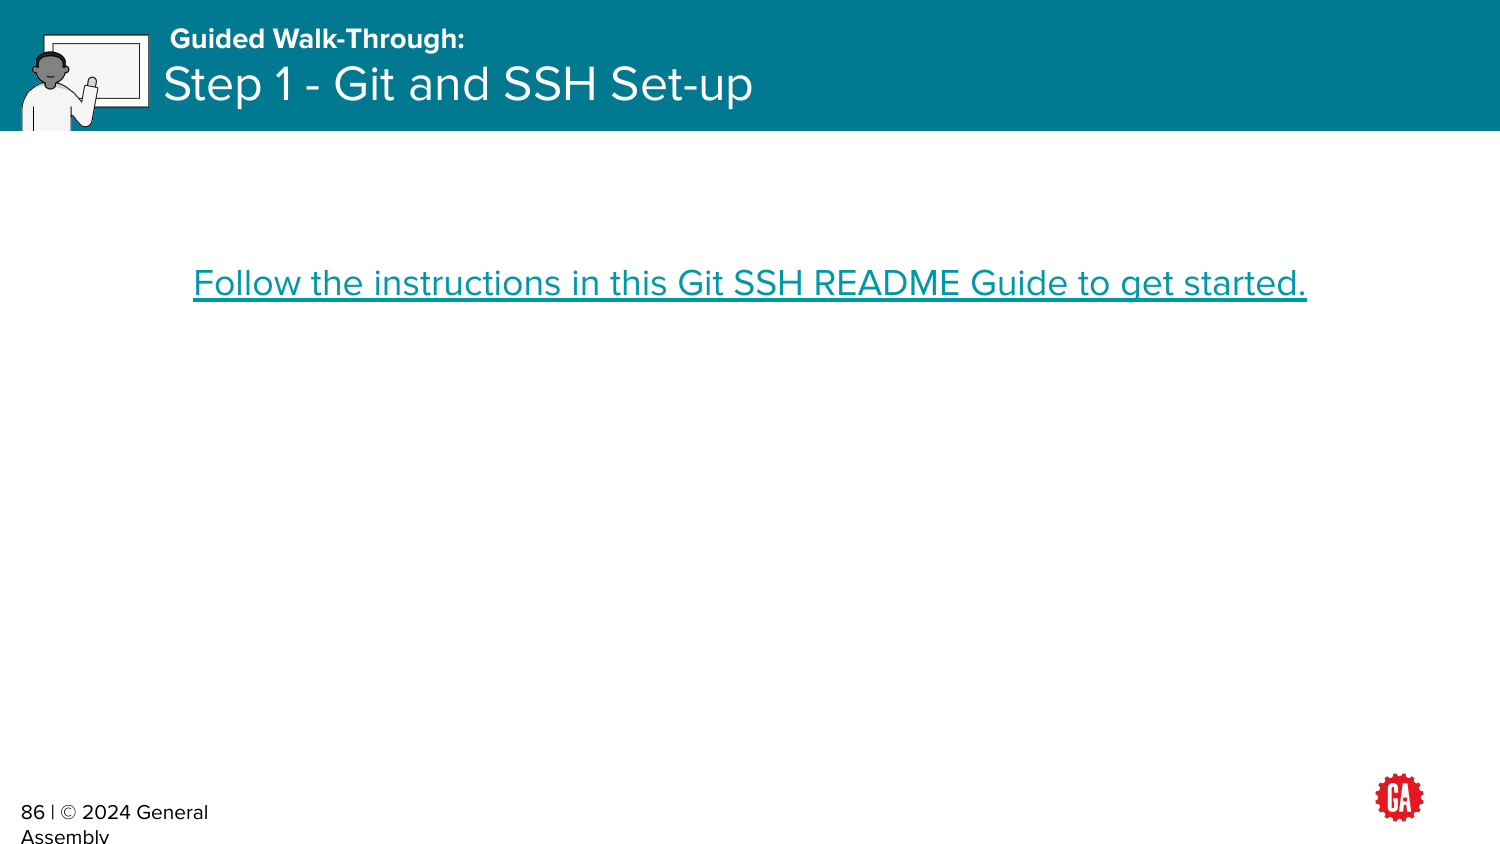 Guided Walk-Through:
Step 1 - Git and SSH Set-up
Follow the instructions in this Git SSH README Guide to get started.
GA
86 | © 2024 General
Assembly